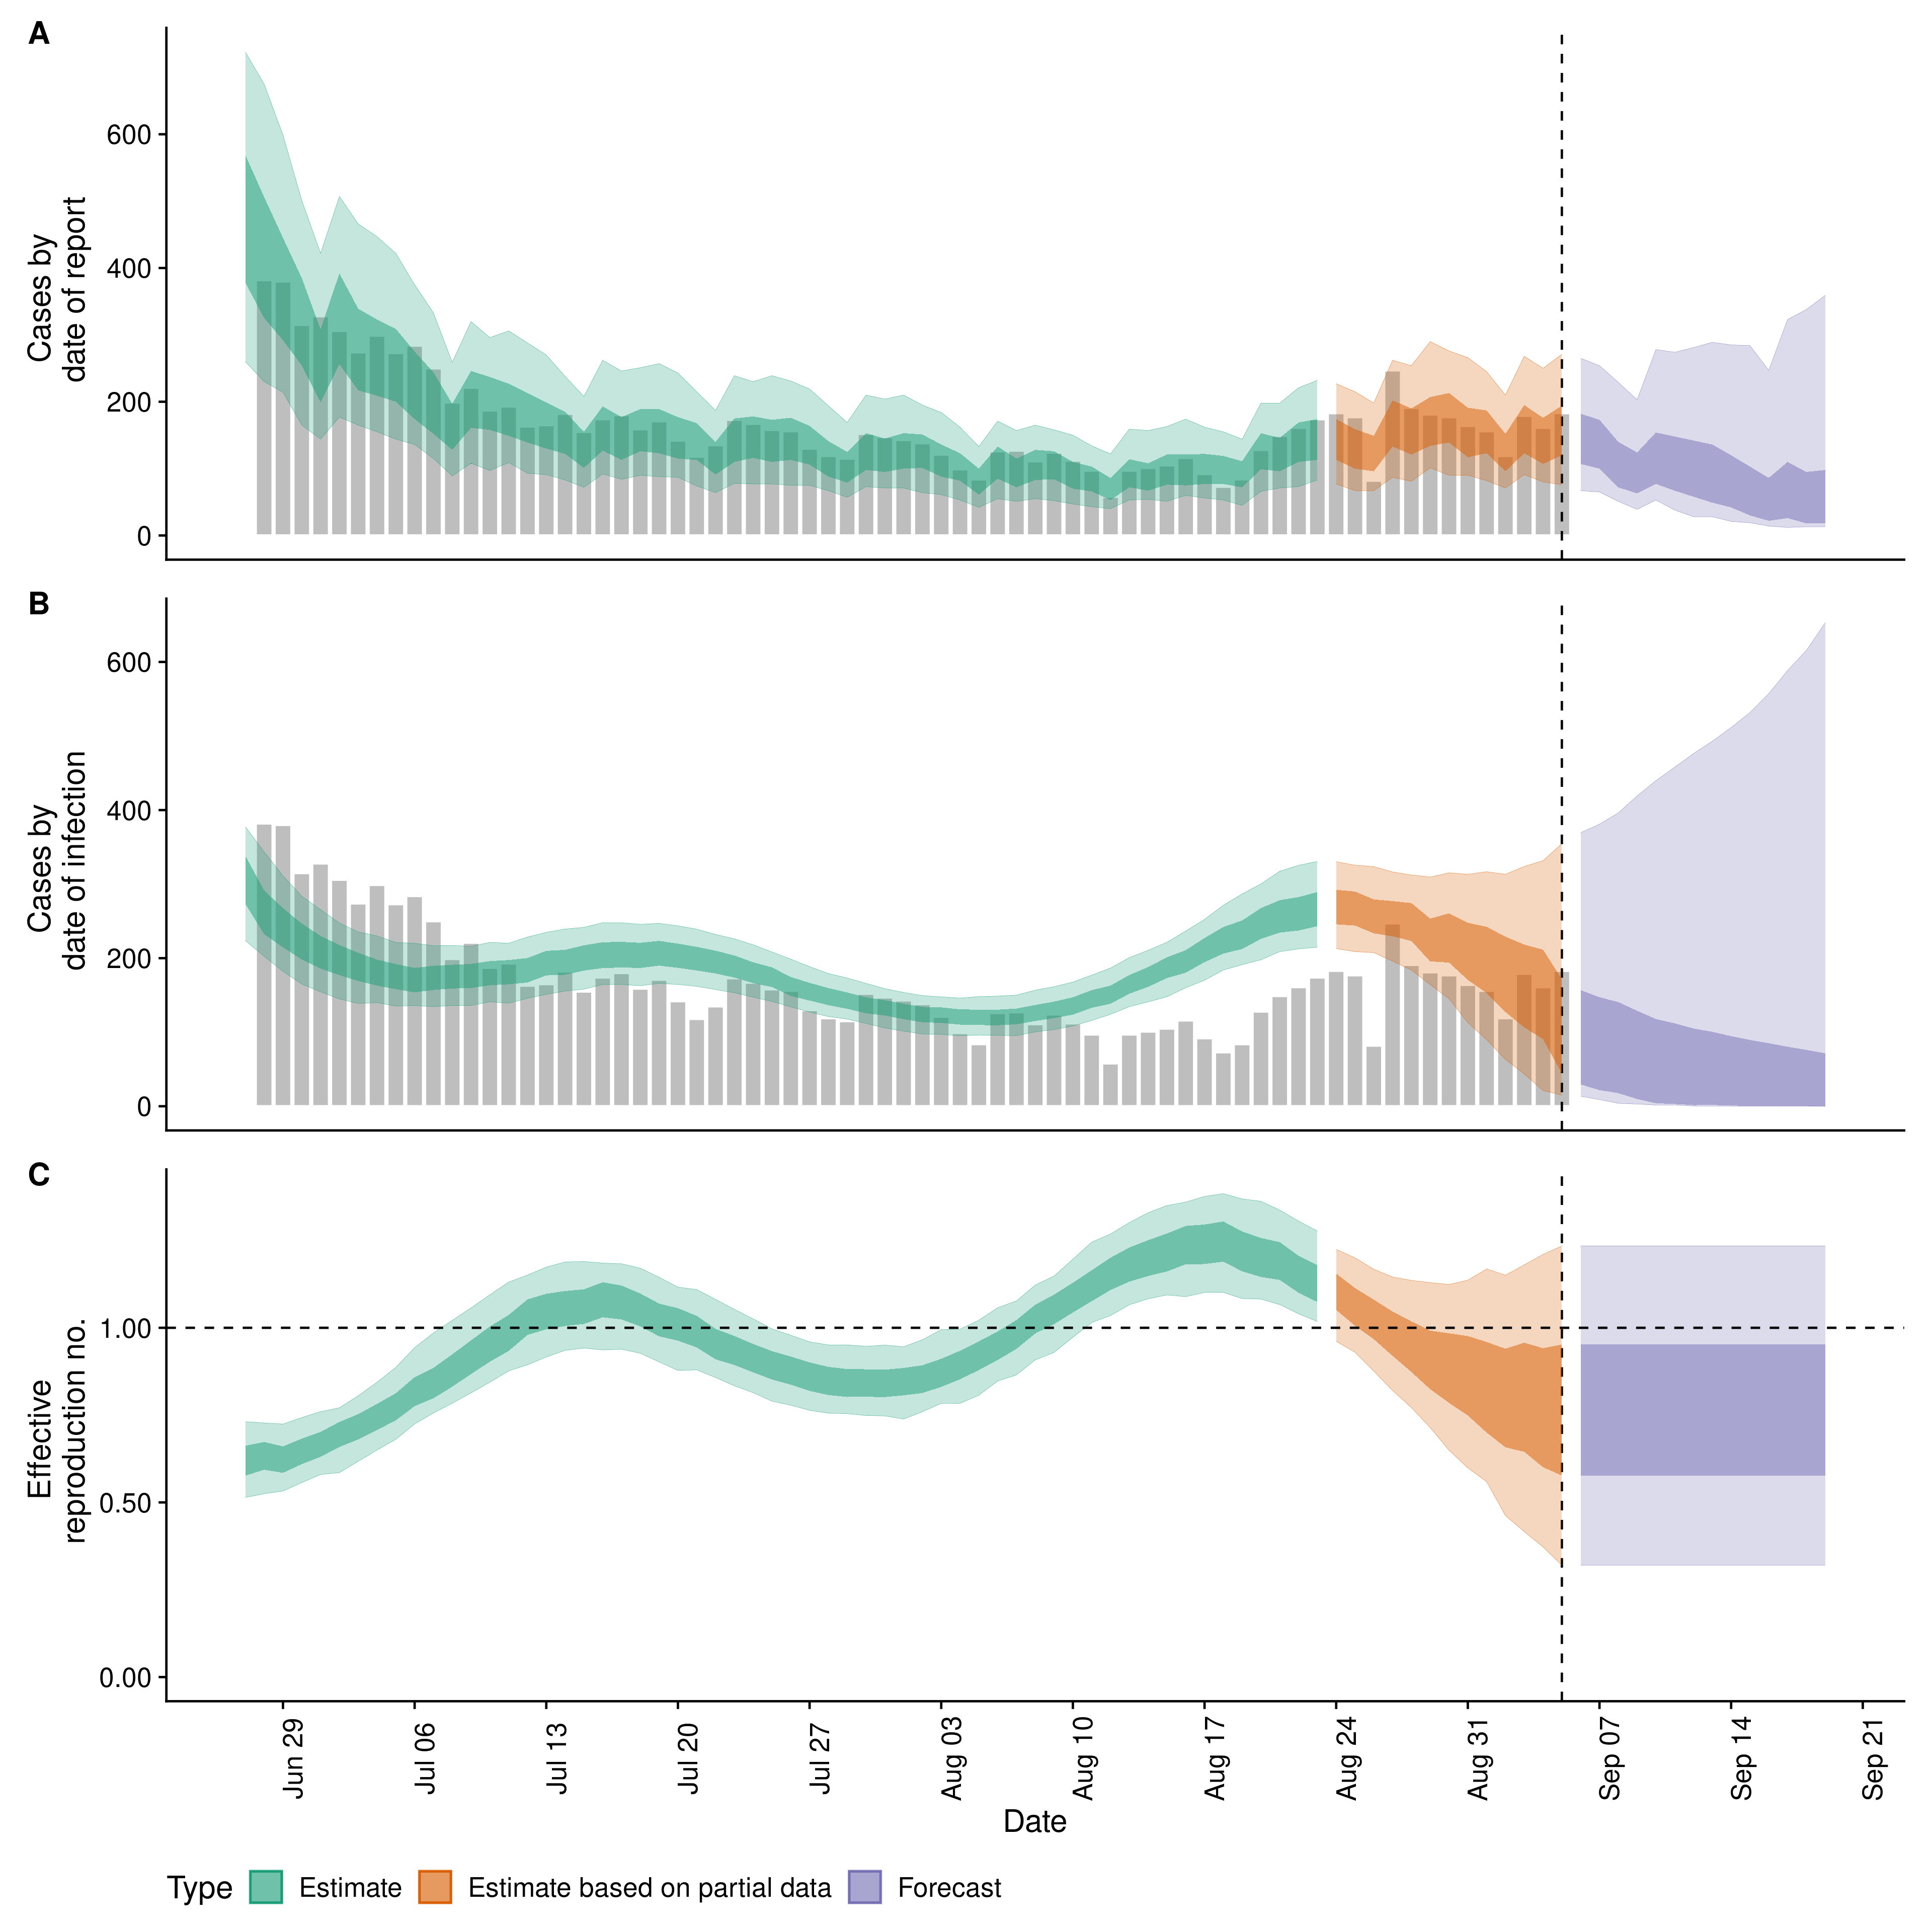 A
Cases by
date of report
600
400
200
0
B
Cases by
date of infection
600
400
200
0
C
Effective
reproduction no.
1.00
0.50
0.00
Jun 29
Jul 06
Jul 13
Jul 20
Jul 27
Aug 03
Aug 10
Aug 17
Aug 24
Aug 31
Sep 07
Sep 14
Sep 21
Date
Type Estimate Estimate based on partial data Forecast